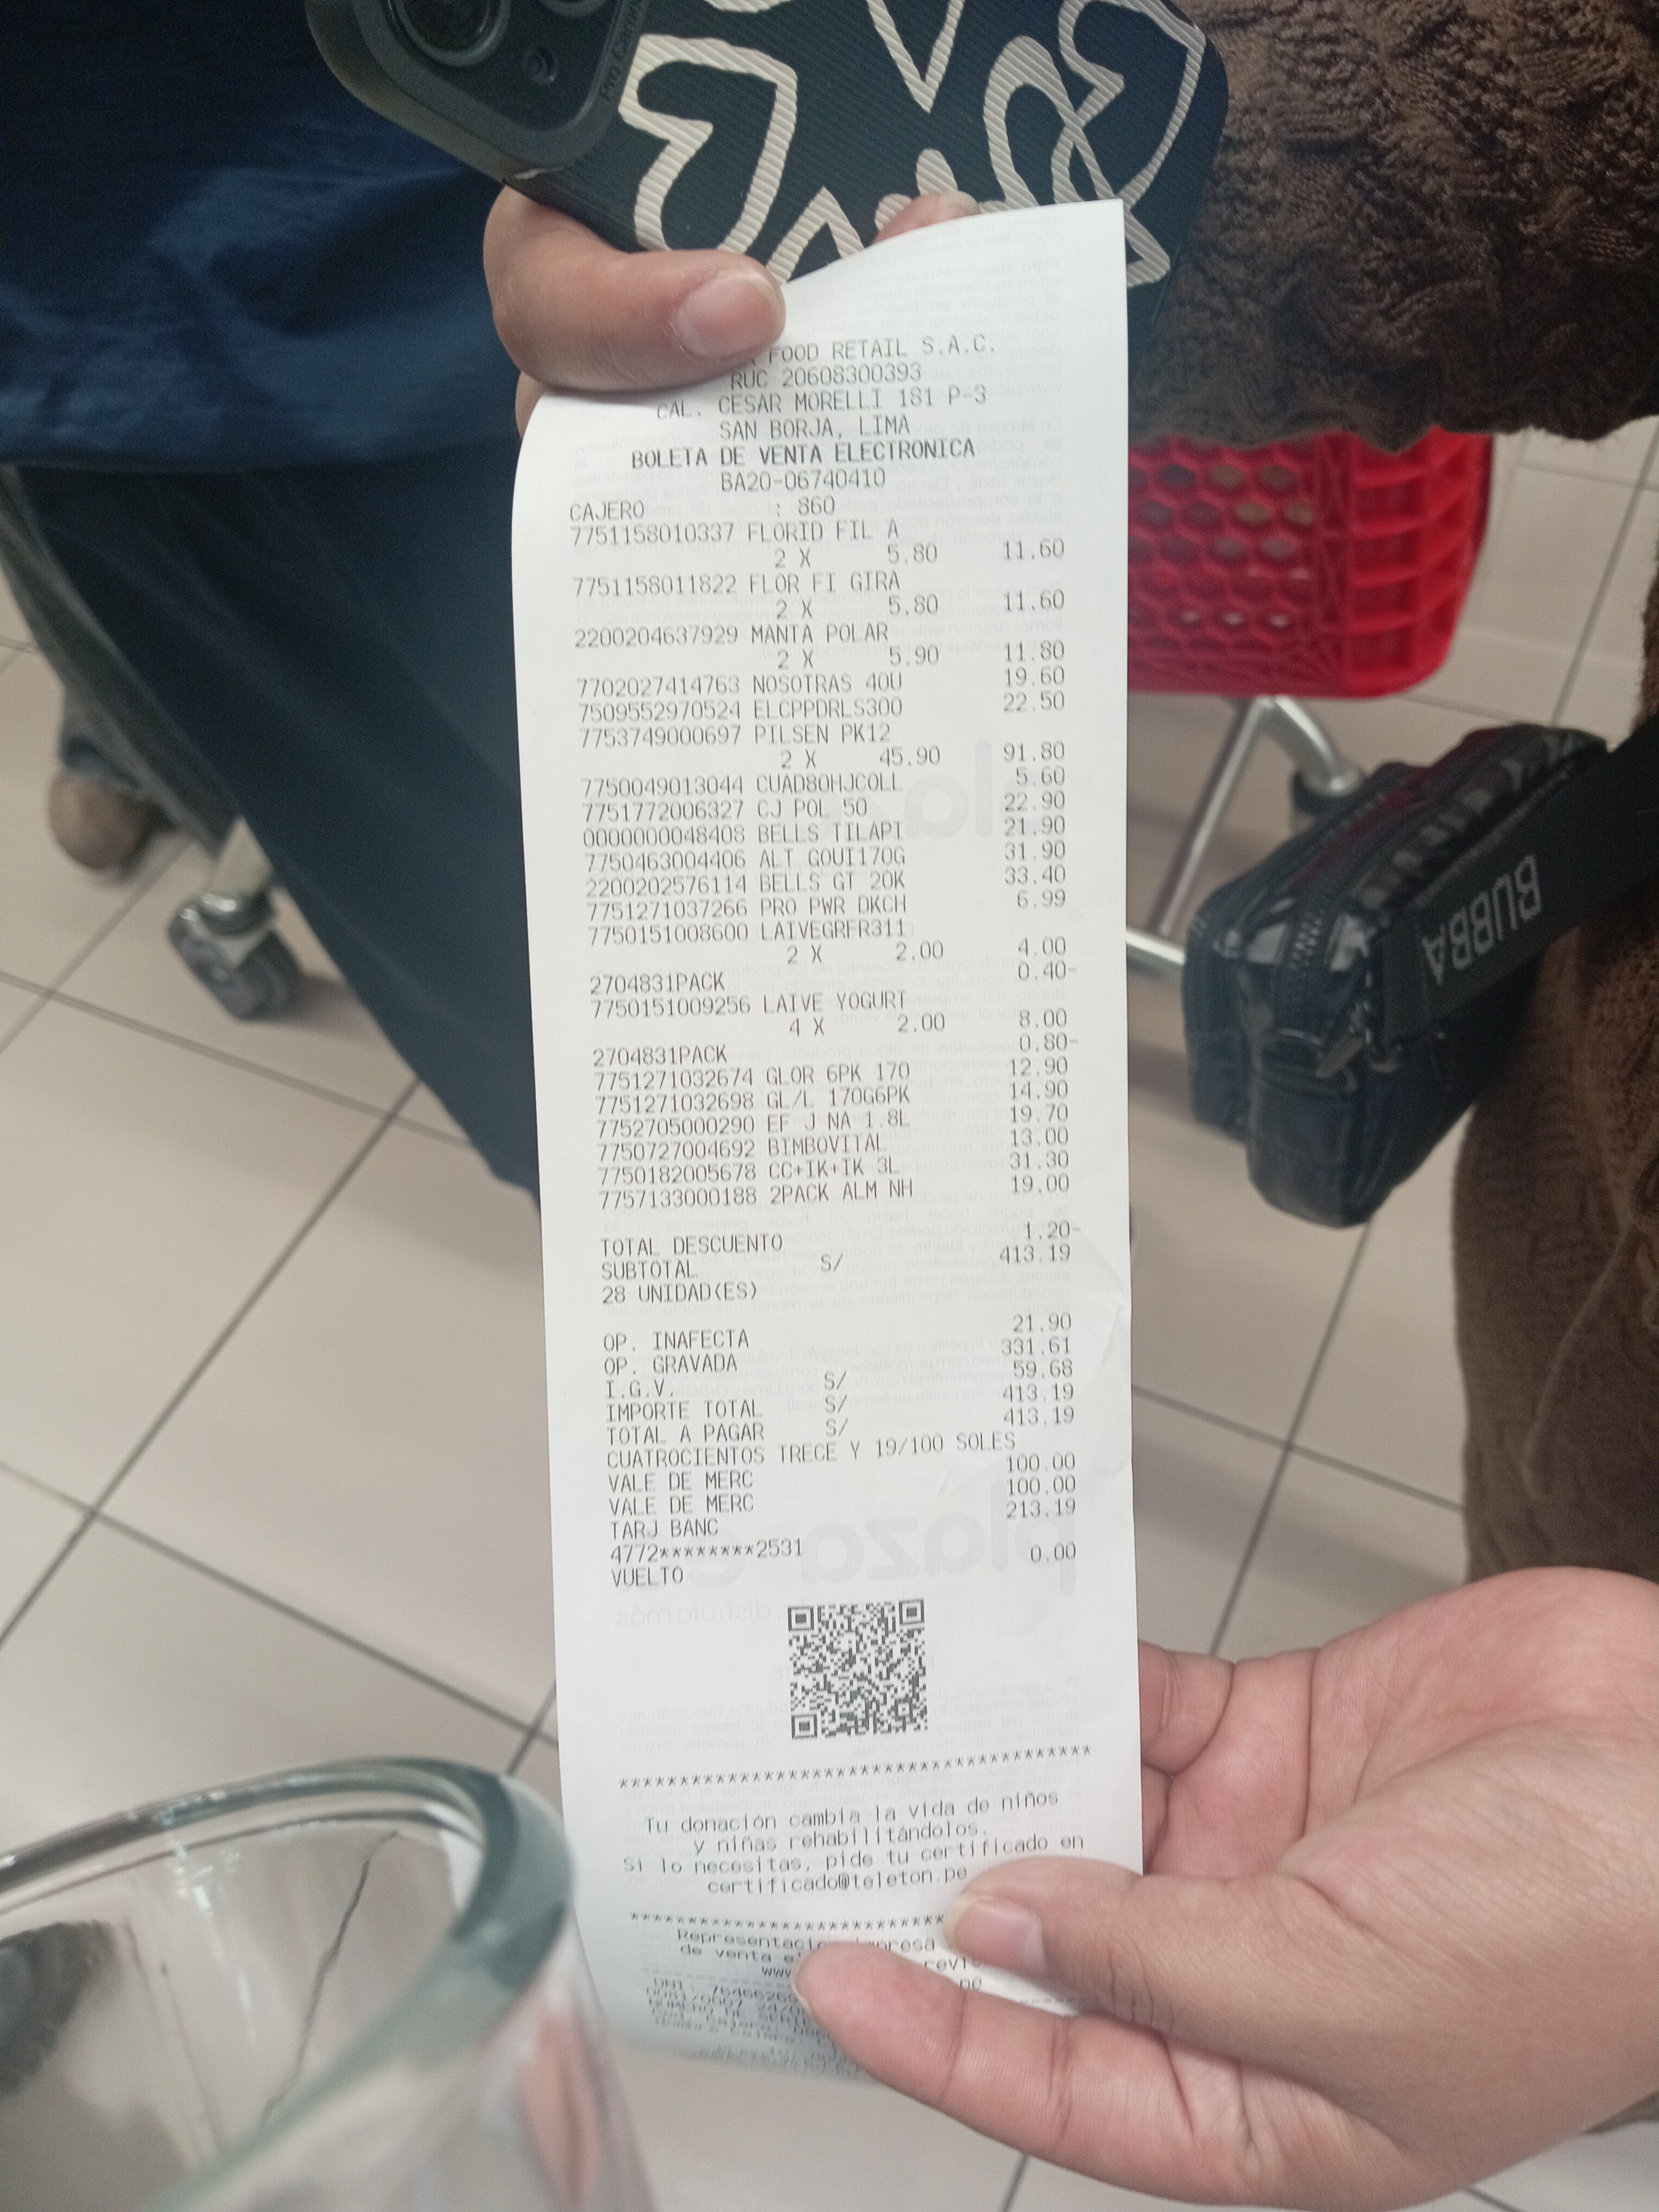 Pro Cam
FOOD RETAIL S.A.C.
RUC 20608300393
CAL. CESAR MORELLI 181 P-3
SAN BORJA, LIMA
BOLETA DE VENTA ELECTRONICA
BA20-06740410
CAJERO : 860
7751158010337 FLORID FIL A
2 X 5.80 11.60
7751158011822 FLOR FI GIRA
2 X 5.80 11.60
2200204637929 MANTA POLAR
2 X 5.90 11.80
7702027414763 NOSOTRAS 40U 19.60
7509552970524 ELCPPDRLS300 22.50
7753749000697 PILSEN PK12
2 X 45.90 91.80
7750049013044 CUAD80HJCOLL 5.60
7751772006327 CJ POL 50 22.90
0000000048408 BELLS TILAPI 21.90
7750463004406 ALT GOUI170G 31.90
2200202576114 BELLS GT 20K 33.40
7751271037266 PRO PWR DKCH 6.99
7750151008600 LAIVEGRFR311
2 X 2.00 4.00
2704831PACK 0.40-
7750151009256 LAIVE YOGURT
4 X 2.00 8.00
2704831PACK 0.80-
7751271032674 GLOR 6PK 170 12.90
7751271032698 GL/L 170G6PK 14.90
7752705000290 EF J NA 1.8L 19.70
7750727004692 BIMBOVITAL 13.00
7750182005678 CC+IK+IK 3L 31.30
7757133000188 2PACK ALM NH 19.00
TOTAL DESCUENTO 1.20-
SUBTOTAL S/ 413.19
28 UNIDAD(ES)
OP. INAFECTA 21.90
OP. GRAVADA 331.61
I.G.V. S/ 59.68
IMPORTE TOTAL S/ 413.19
TOTAL A PAGAR S/ 413.19
CUATROCIENTOS TRECE Y 19/100 SOLES
VALE DE MERC 100.00
VALE DE MERC 100.00
TARJ BANC 213.19
4772********2531
VUELTO 0.00
************************************
Tu donación cambia la vida de niños
y niñas rehabilitándolos.
Si lo necesitas, pide tu certificado en
certificado@teleton.pe
*************************
de venta
www
DNI:
NUMERO DE
BUBBA